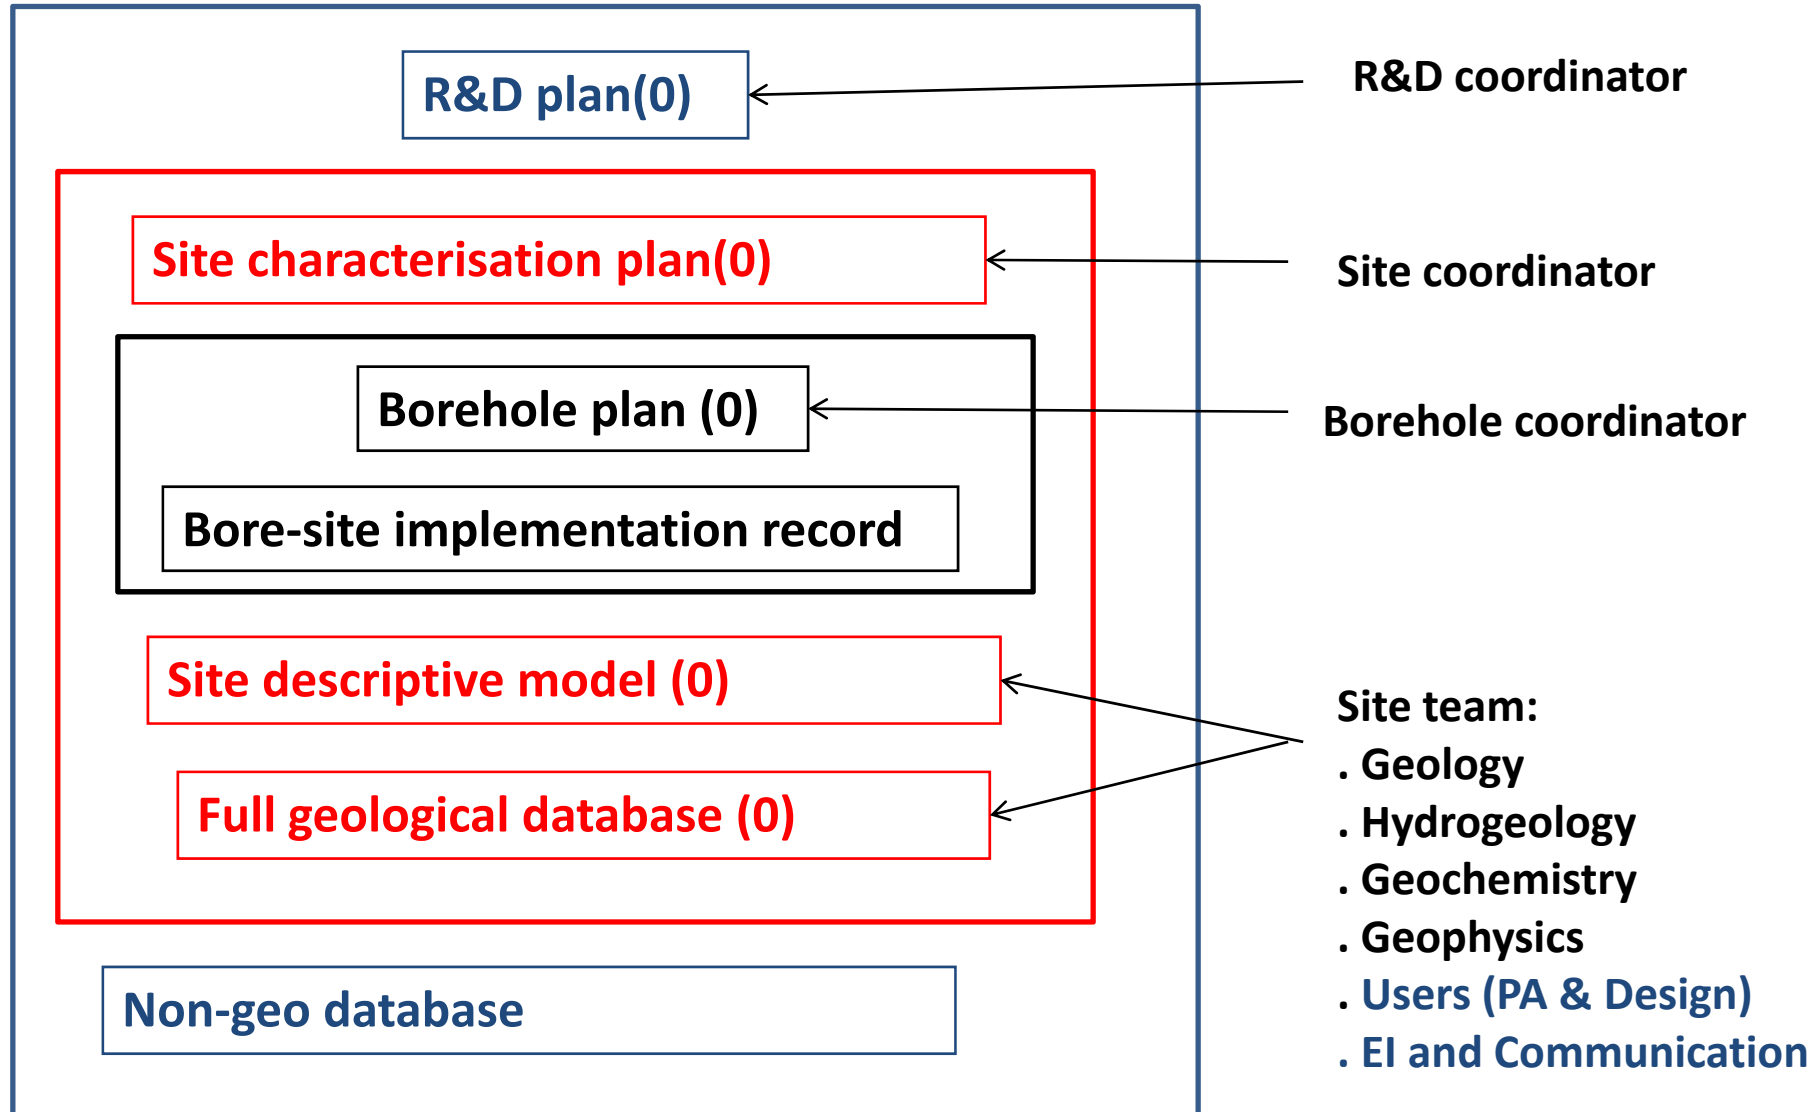 R&D plan(0)
R&D coordinator
Site characterisation plan(0)
Site coordinator
Borehole plan (0)
Borehole coordinator
Bore-site implementation record
Site descriptive model (0)
Full geological database (0)
Non-geo database
Site team:
. Geology
. Hydrogeology
. Geochemistry
. Geophysics
. Users (PA & Design)
. EI and Communication